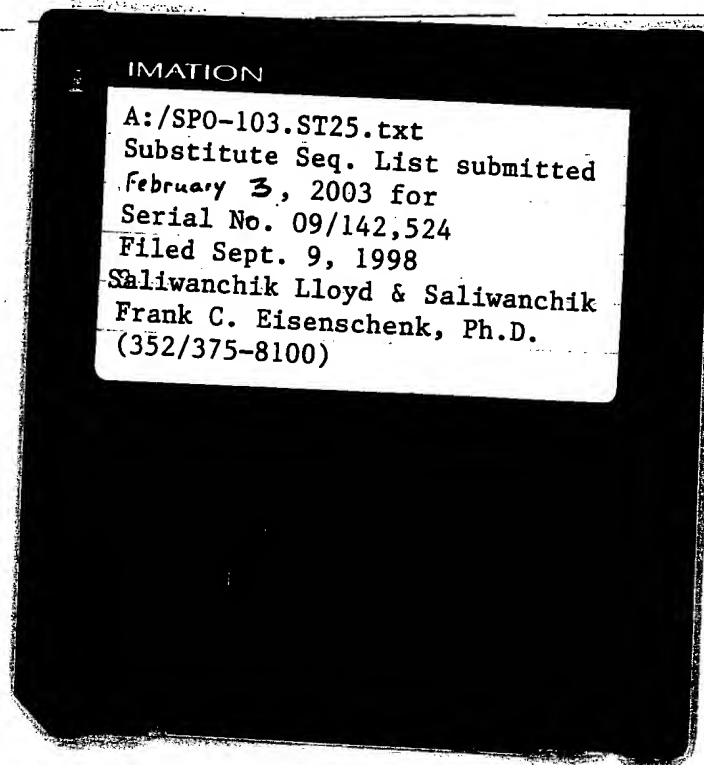 IMATION
A:/SPO-103.ST25.txt
Substitute Seq. List submitted
February 3, 2003 for
Serial No. 09/142,524
Filed Sept. 9, 1998
Saliwanchik Lloyd & Saliwanchik
Frank C. Eisenschenk, Ph.D.
(352/375-8100)